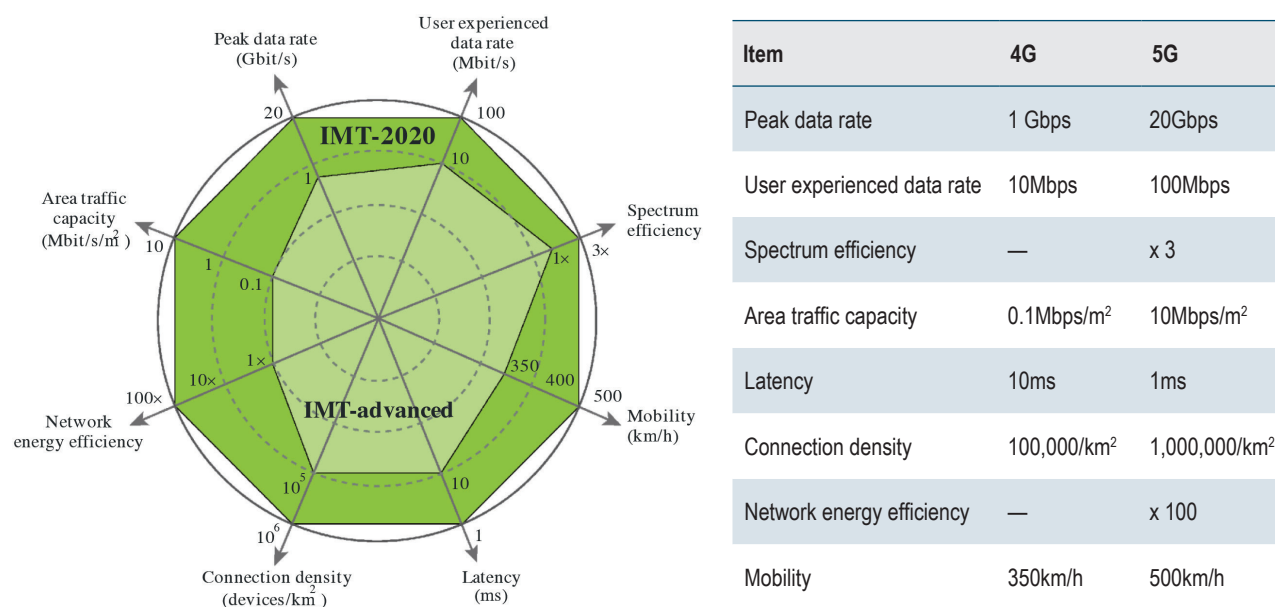 Peak data rate
(Gbit/s)
User experienced
data rate
(Mbit/s)
20
100
IMT-2020
1
10
Area traffic
capacity
(Mbit/s/m²)
Spectrum
efficiency
10
1
0.1
1×
3×
1×
10×
100×
350
400
500
Network
energy efficiency
IMT-advanced
Mobility
(km/h)
10⁵
10
10⁶
1
Connection density
(devices/km²)
Latency
(ms)
Item 4G 5G
Peak data rate 1 Gbps 20Gbps
User experienced data rate 10Mbps 100Mbps
Spectrum efficiency — x 3
Area traffic capacity 0.1Mbps/m² 10Mbps/m²
Latency 10ms 1ms
Connection density 100,000/km² 1,000,000/km²
Network energy efficiency — x 100
Mobility 350km/h 500km/h